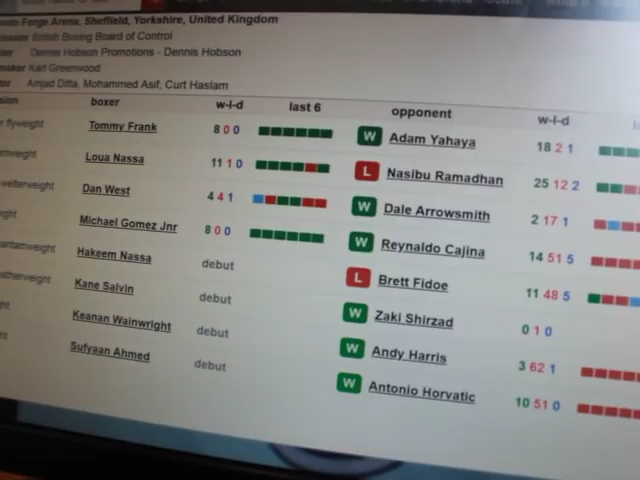 Forge Arena, Sheffield, Yorkshire, United Kingdom
British Boxing Board of Control
Dennis Hobson Promotions - Dennis Hobson
Karl Greenwood
Amjad Ditta, Mohammed Asif, Curt Haslam
boxer w-l-d last 6 opponent w-l-d
flyweight Tommy Frank 8 0 0 W Adam Yahaya 18 2 1
Loua Nassa 11 1 0 L Nasibu Ramadhan 25 12 2
welterweight Dan West 4 4 1 W Dale Arrowsmith 2 17 1
Michael Gomez Jnr 8 0 0 W Reynaldo Cajina 14 51 5
Hakeem Nassa debut L Brett Fidoe 11 48 5
Kane Salvin debut W Zaki Shirzad 0 1 0
Keanan Wainwright debut W Andy Harris 3 62 1
Sufyaan Ahmed debut W Antonio Horvatic 10 51 0